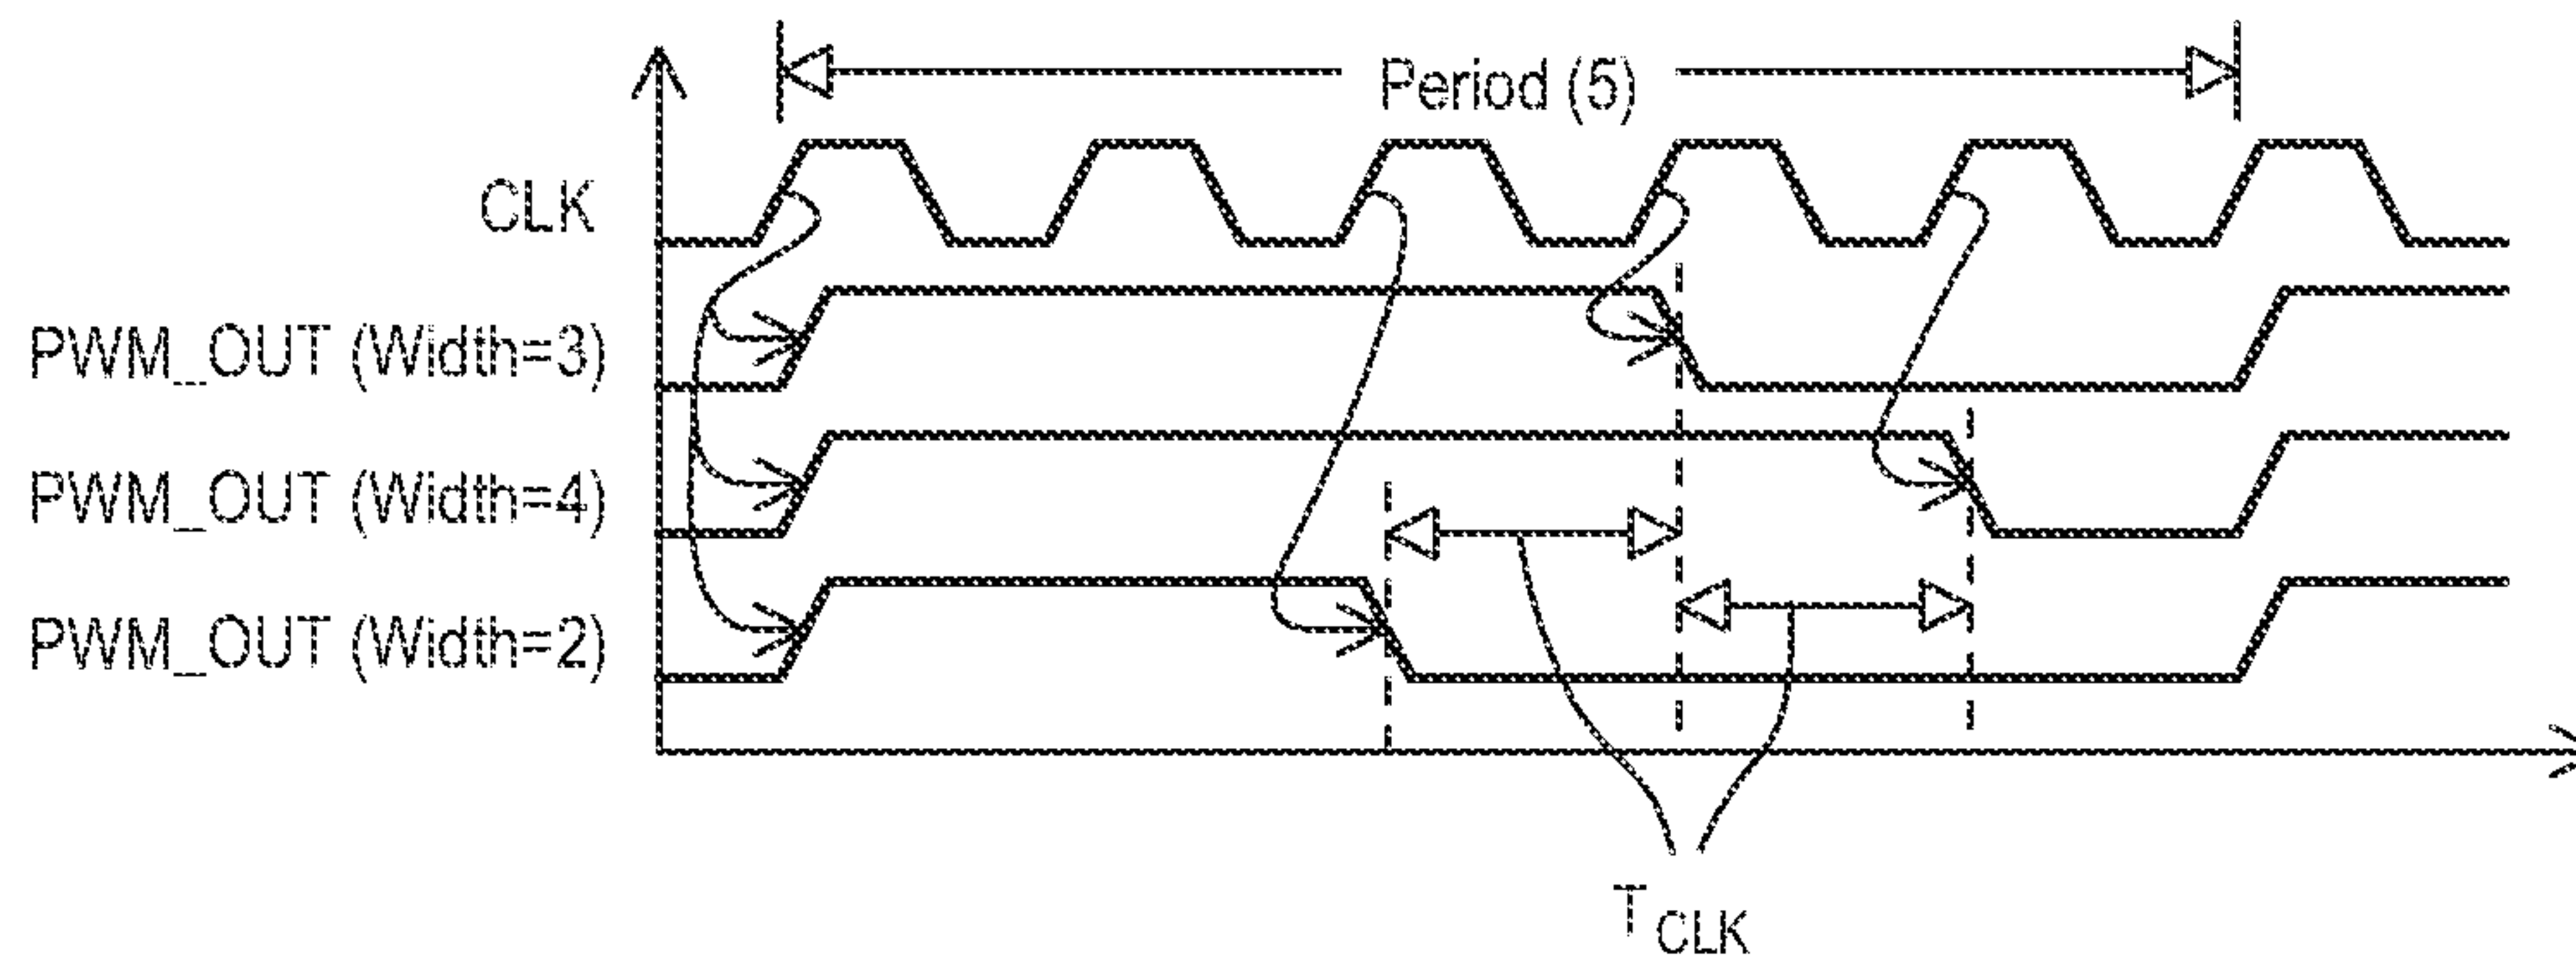 Period (5)
CLK
PWM_OUT (Width=3)
PWM_OUT (Width=4)
PWM_OUT (Width=2)
TCLK